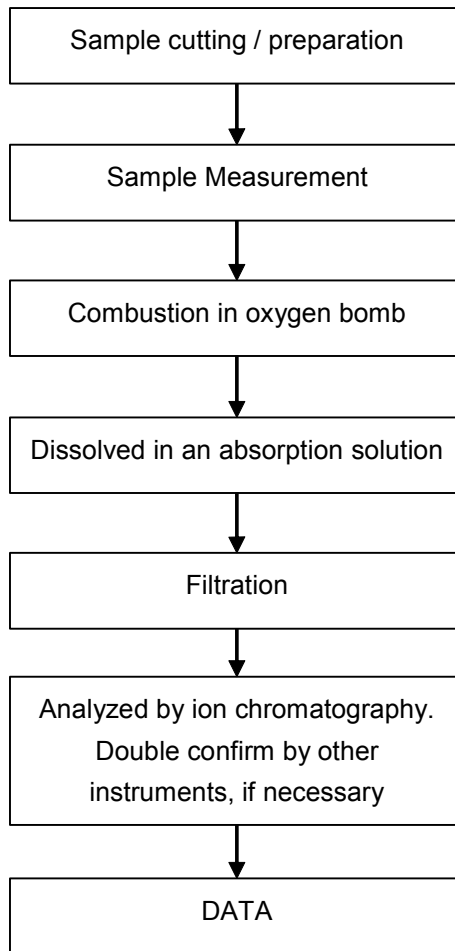 Sample cutting / preparation
Sample Measurement
Combustion in oxygen bomb
Dissolved in an absorption solution
Filtration
Analyzed by ion chromatography.
Double confirm by other
instruments, if necessary
DATA